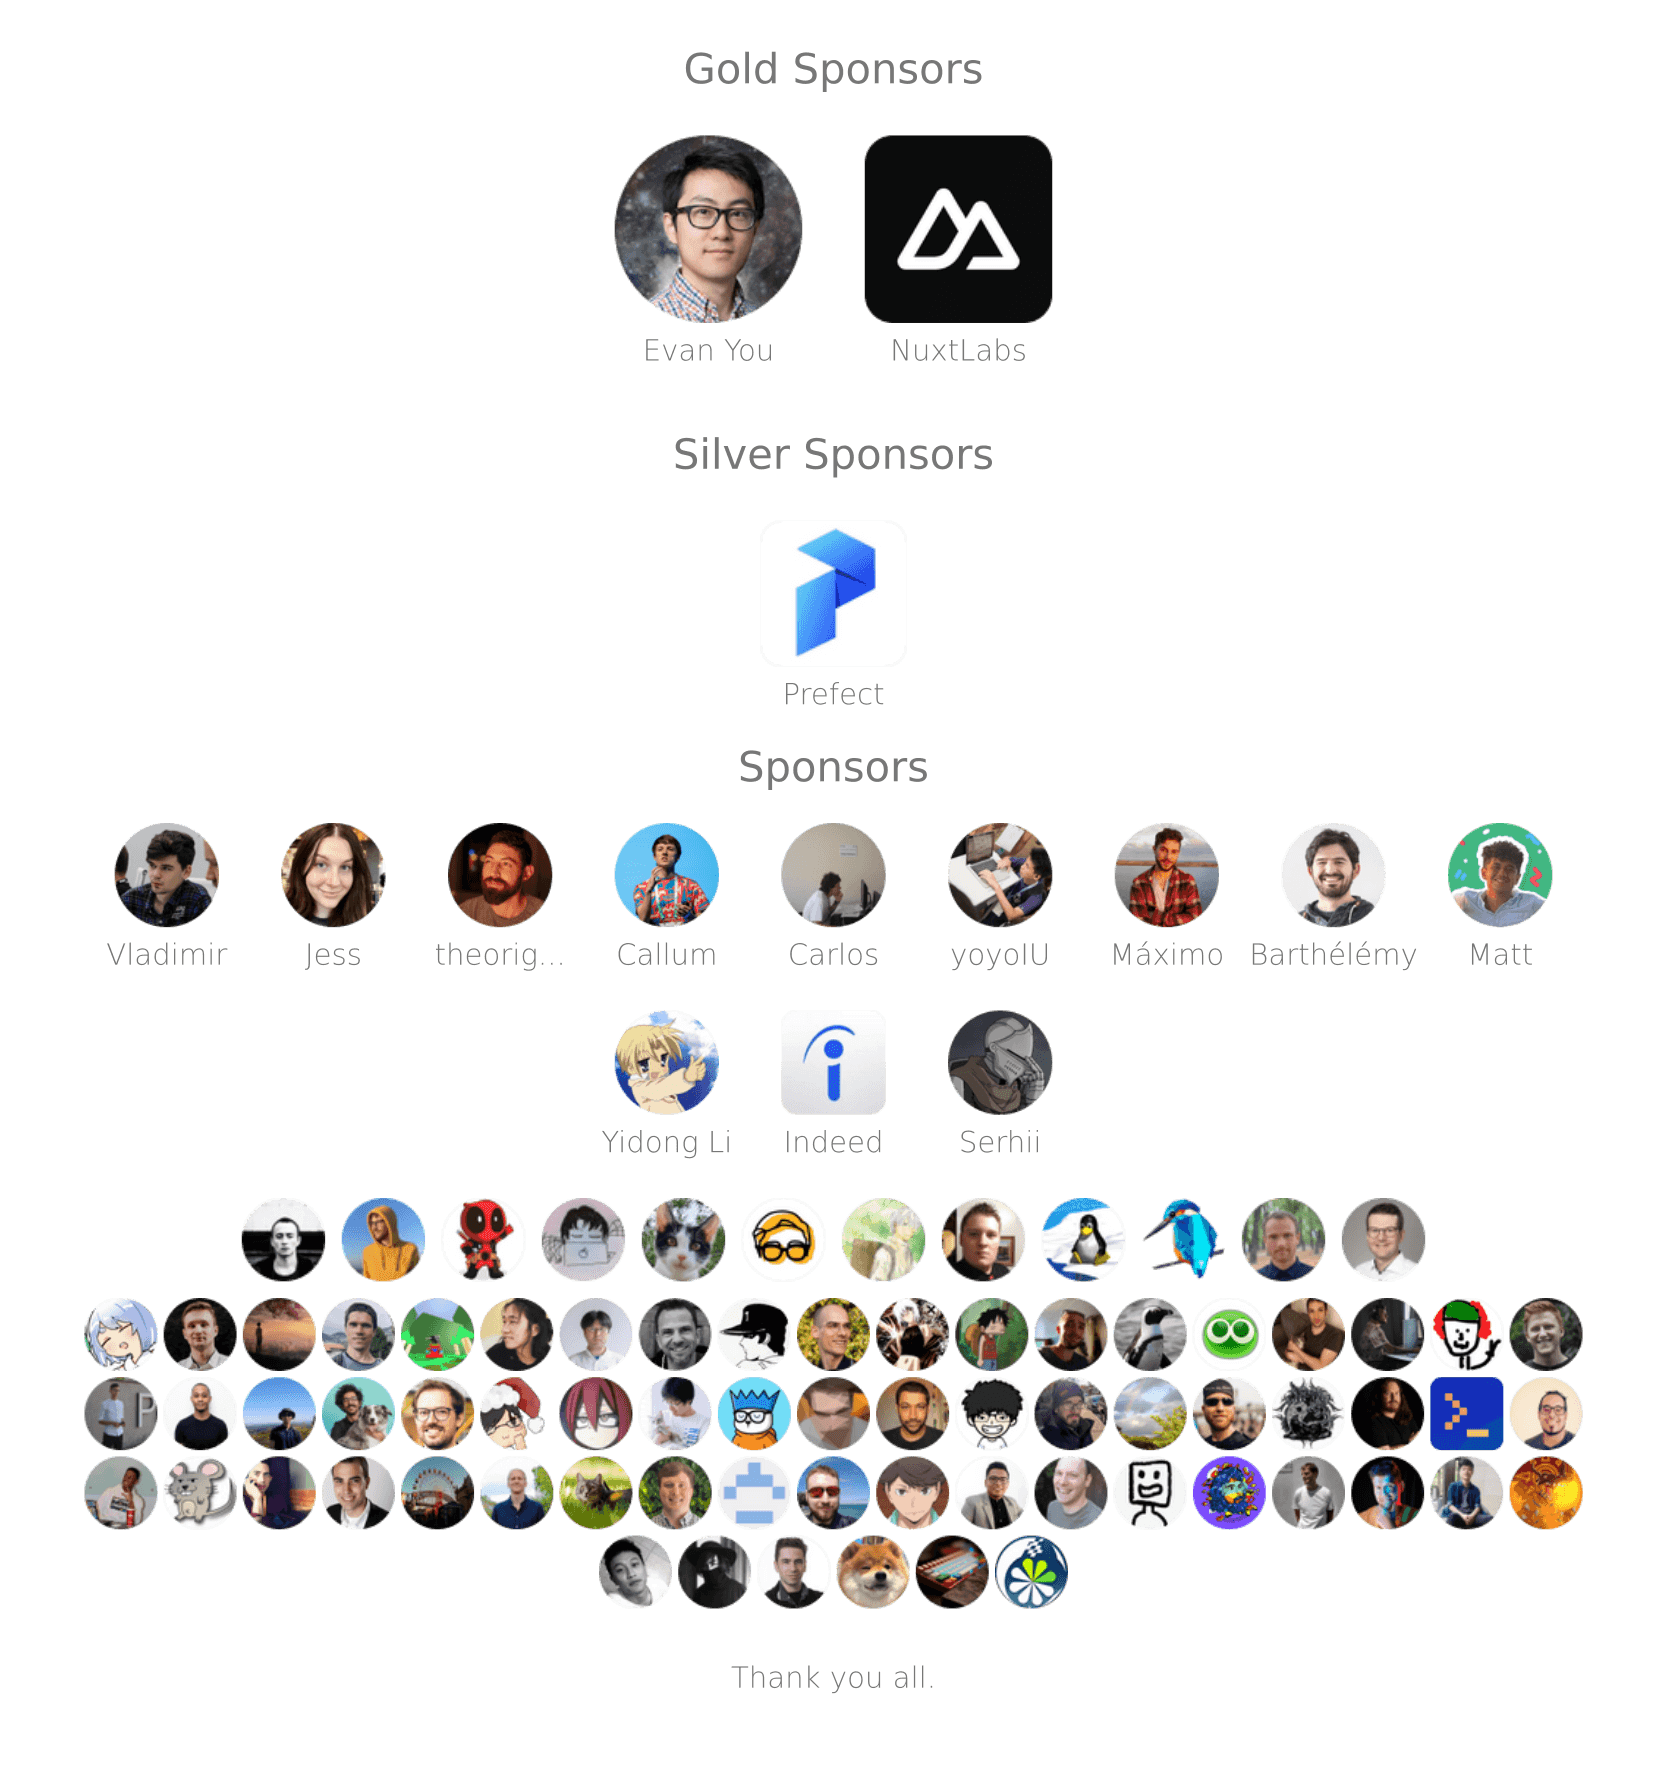 Gold Sponsors
Evan You
NuxtLabs
Silver Sponsors
Prefect
Sponsors
Vladimir
Jess
theorig...
Callum
Carlos
yoyoIU
Máximo
Barthélémy
Matt
Yidong Li
Indeed
Serhii
Thank you all.